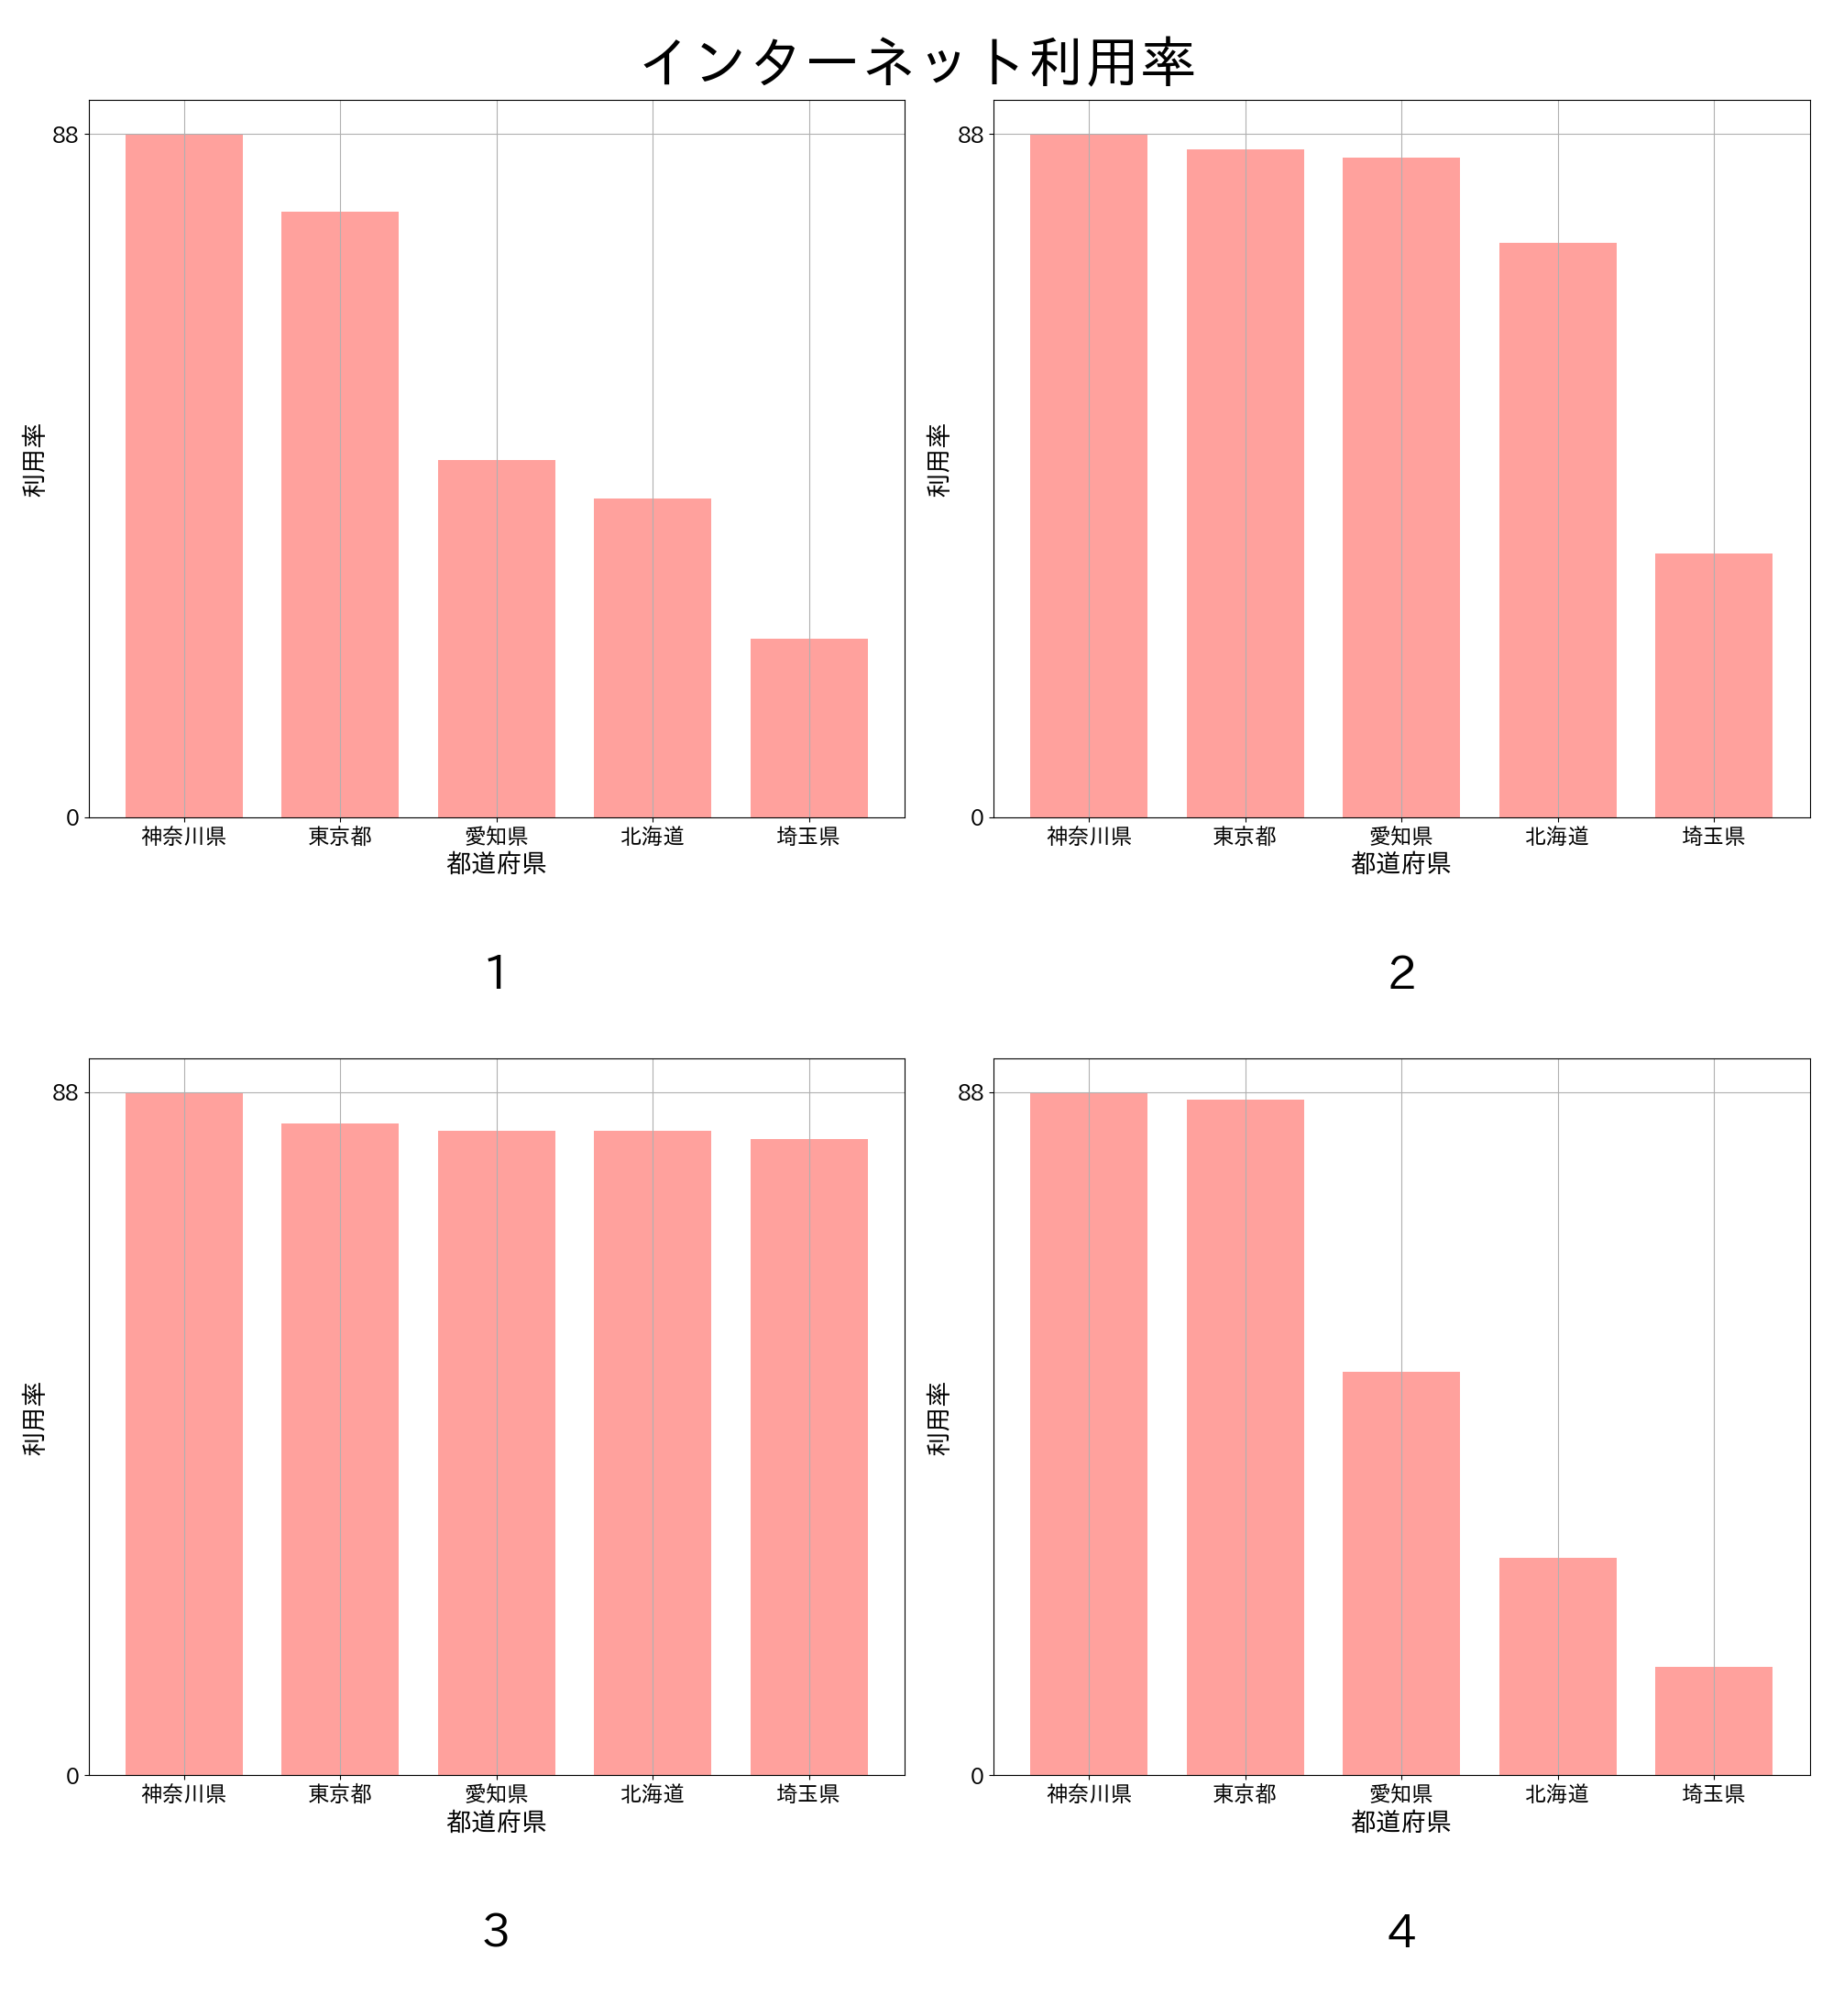 インターネット利用率
88
0
利用率
神奈川県 東京都 愛知県 北海道 埼玉県
都道府県
1
88
0
利用率
神奈川県 東京都 愛知県 北海道 埼玉県
都道府県
2
88
0
利用率
神奈川県 東京都 愛知県 北海道 埼玉県
都道府県
3
88
0
利用率
神奈川県 東京都 愛知県 北海道 埼玉県
都道府県
4